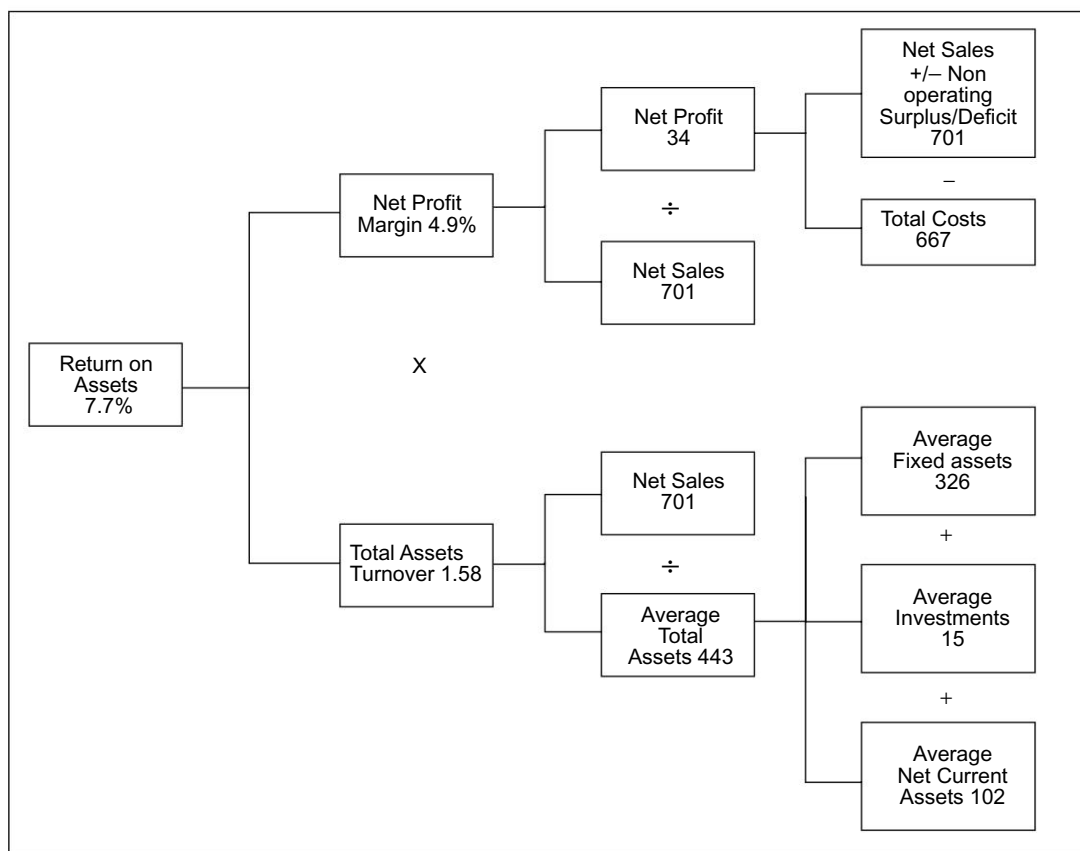 Net Sales
+/– Non
operating
Surplus/Deficit
701
Net Profit
34
–
Net Profit
Margin 4.9%
÷
Total Costs
667
Net Sales
701
Return on
Assets
7.7%
X
Average
Fixed assets
326
Net Sales
701
+
Total Assets
Turnover 1.58
÷
Average
Investments
15
Average
Total
Assets 443
+
Average
Net Current
Assets 102